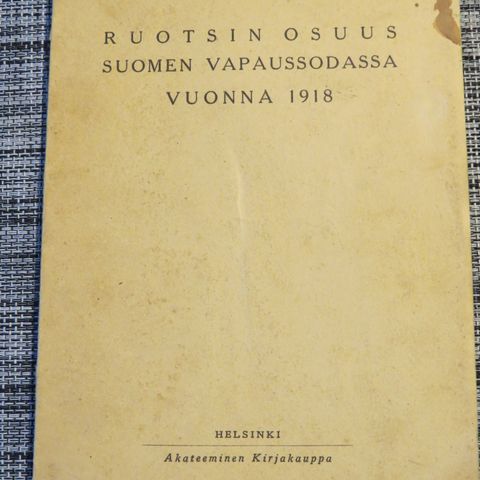 RUOTSIN OSUUS
SUOMEN VAPAUSSODASSA
VUONNA 1918
HELSINKI
Akateeminen Kirjakauppa